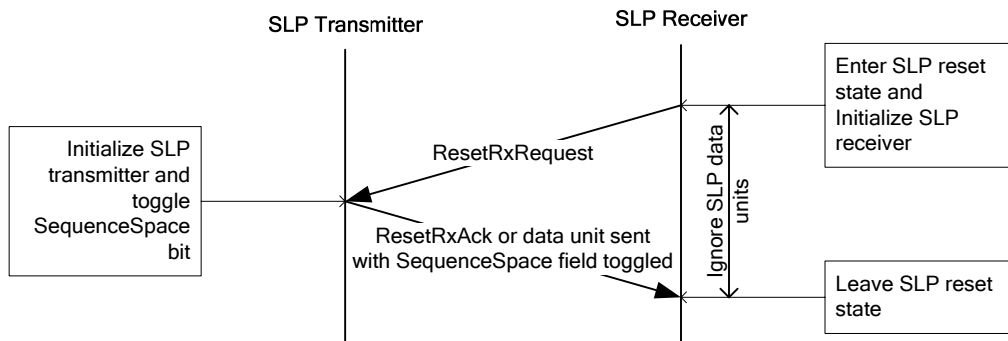 SLP Transmitter
SLP Receiver
Enter SLP reset
state and
Initialize SLP
receiver
Initialize SLP
transmitter and
toggle
SequenceSpace
bit
ResetRxRequest
Ignore SLP data
units
ResetRxAck or data unit sent
with SequenceSpace field toggled
Leave SLP reset
state